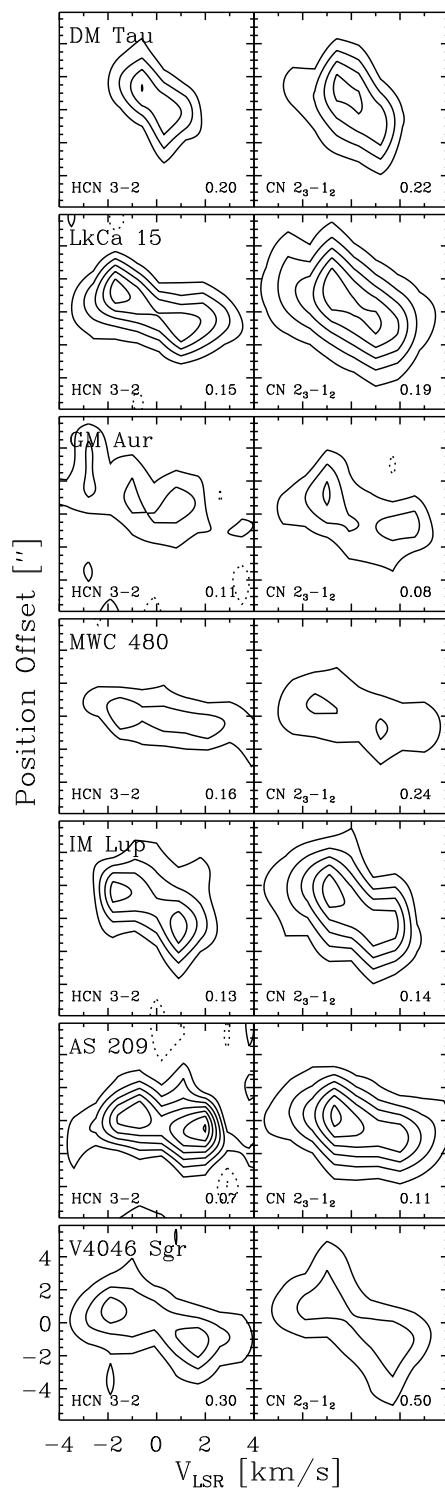 DM Tau
HCN 3-2 0.20
CN 2₃-1₂ 0.22
LkCa 15
HCN 3-2 0.15
CN 2₃-1₂ 0.19
GM Aur
HCN 3-2 0.11
CN 2₃-1₂ 0.08
MWC 480
HCN 3-2 0.16
CN 2₃-1₂ 0.24
IM Lup
HCN 3-2 0.13
CN 2₃-1₂ 0.14
AS 209
HCN 3-2 0.07
CN 2₃-1₂ 0.11
V4046 Sgr
HCN 3-2 0.30
CN 2₃-1₂ 0.50
4
2
0
-2
-4
-4 -2 0 2 4
Position Offset ["]
V_LSR [km/s]